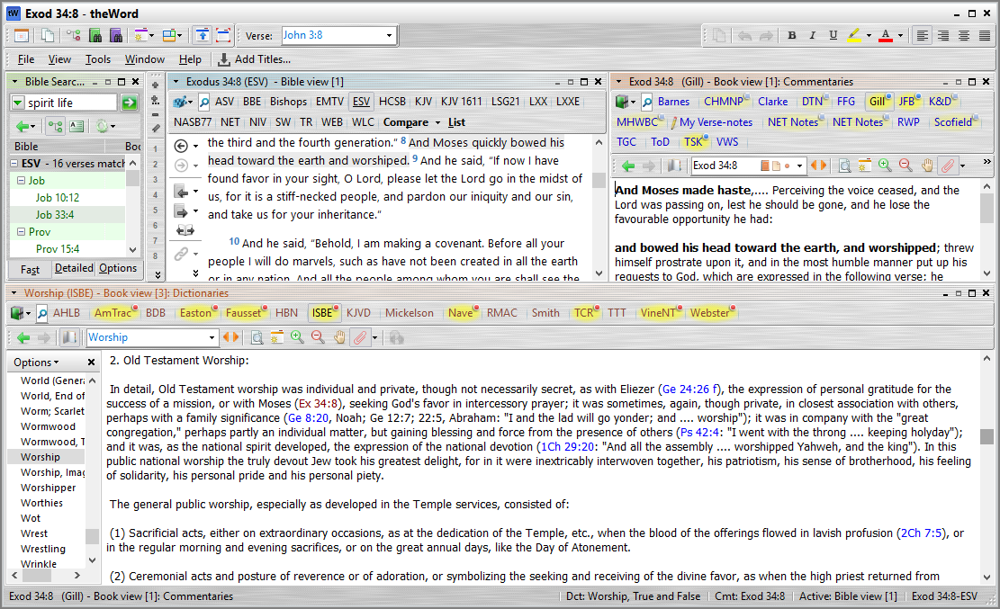 Exod 34:8 - theWord
Verse: John 3:8
B I U A
File View Tools Window Help Add Titles...
Bible Searc...
spirit life
Bible Boo
ESV - 16 verses match
Job
Job 10:12
Job 33:4
Prov
Prov 15:4
Fast Detailed Options
1
2
3
4
5
6
7
8
Exodus 34:8 (ESV) - Bible view [1]
ASV BBE Bishops EMTV ESV HCSB KJV KJV 1611 LSG21 LXX LXXE
NASB77 NET NIV SW TR WEB WLC Compare List
the third and the fourth generation.” 8 And Moses quickly bowed his
head toward the earth and worshiped. 9 And he said, “If now I have
found favor in your sight, O Lord, please let the Lord go in the midst of
us, for it is a stiff-necked people, and pardon our iniquity and our sin,
and take us for your inheritance.”
10 And he said, “Behold, I am making a covenant. Before all your
people I will do marvels, such as have not been created in all the earth
or in any nation. And all the people among whom you are shall see the
Exod 34:8 (Gill) - Book view [1]: Commentaries
Barnes CHMNP Clarke DTN FFG Gill JFB K&D
MHWBC My Verse-notes NET Notes NET Notes RWP Scofield
TGC ToD TSK VWS
Exod 34:8
And Moses made haste,.... Perceiving the voice ceased, and the
Lord was passing on, lest he should be gone, and he lose the
favourable opportunity he had:
and bowed his head toward the earth, and worshipped; threw
himself prostrate upon it, and in the most humble manner put up his
requests to God, which are expressed in the following verse; he
Worship (ISBE) - Book view [3]: Dictionaries
AHLB AmTrac BDB Easton Fausset HBN ISBE KJVD Mickelson Nave RMAC Smith TCR TTT VineNT Webster
Worship
Options
World (Genera
World, End of
Worm; Scarlet
Wormwood
Wormwood, T
Worship
Worship, Imag
Worshipper
Worthies
Wot
Wrest
Wrestling
Wrinkle
2. Old Testament Worship:
In detail, Old Testament worship was individual and private, though not necessarily secret, as with Eliezer (Ge 24:26 f), the expression of personal gratitude for the
success of a mission, or with Moses (Ex 34:8), seeking God's favor in intercessory prayer; it was sometimes, again, though private, in closest association with others,
perhaps with a family significance (Ge 8:20, Noah; Ge 12:7; 22:5, Abraham: "I and the lad will go yonder; and .... worship"); it was in company with the "great
congregation," perhaps partly an individual matter, but gaining blessing and force from the presence of others (Ps 42:4: "I went with the throng .... keeping holyday");
and it was, as the national spirit developed, the expression of the national devotion (1Ch 29:20: "And all the assembly .... worshipped Yahweh, and the king"). In this
public national worship the truly devout Jew took his greatest delight, for in it were inextricably interwoven together, his patriotism, his sense of brotherhood, his feeling
of solidarity, his personal pride and his personal piety.
The general public worship, especially as developed in the Temple services, consisted of:
(1) Sacrificial acts, either on extraordinary occasions, as at the dedication of the Temple, etc., when the blood of the offerings flowed in lavish profusion (2Ch 7:5), or
in the regular morning and evening sacrifices, or on the great annual days, like the Day of Atonement.
(2) Ceremonial acts and posture of reverence or of adoration, or symbolizing the seeking and receiving of the divine favor, as when the high priest returned from
Exod 34:8 (Gill) - Book view [1]: Commentaries Dct: Worship, True and False Cmt: Exod 34:8 Active: Bible view [1] Exod 34:8-ESV